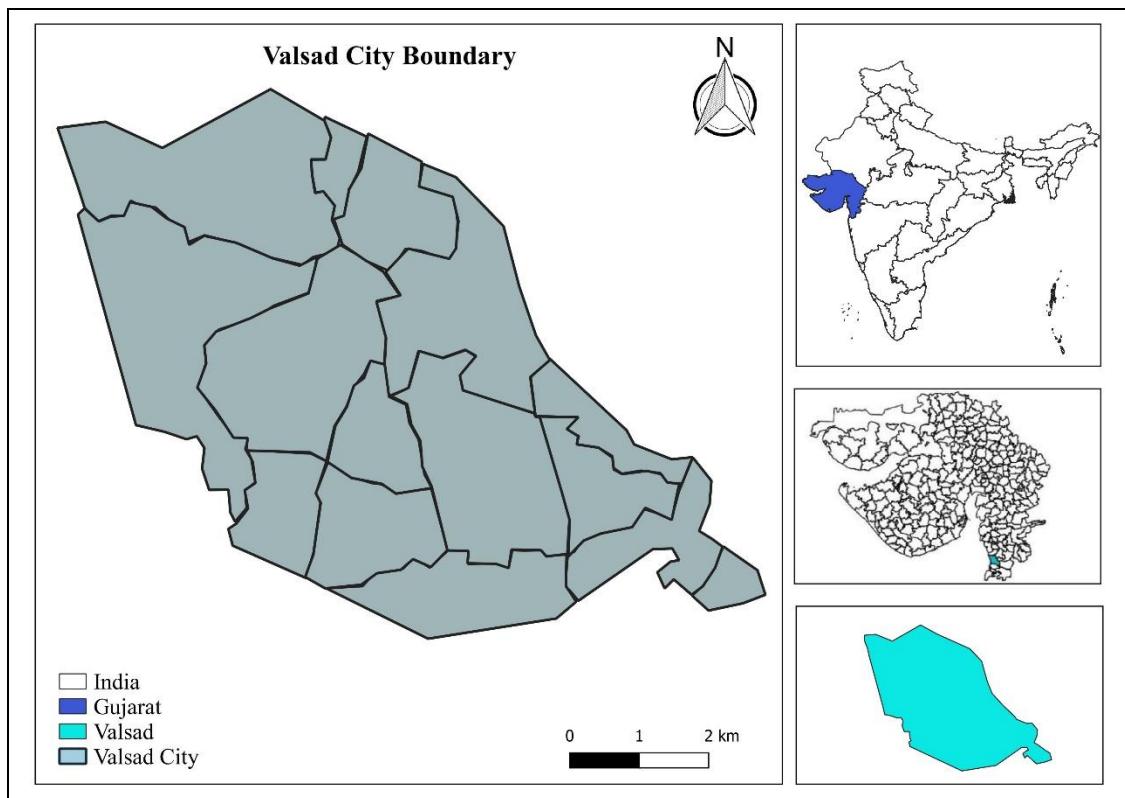 Valsad City Boundary
N
India
Gujarat
Valsad
Valsad City
0 1 2 km